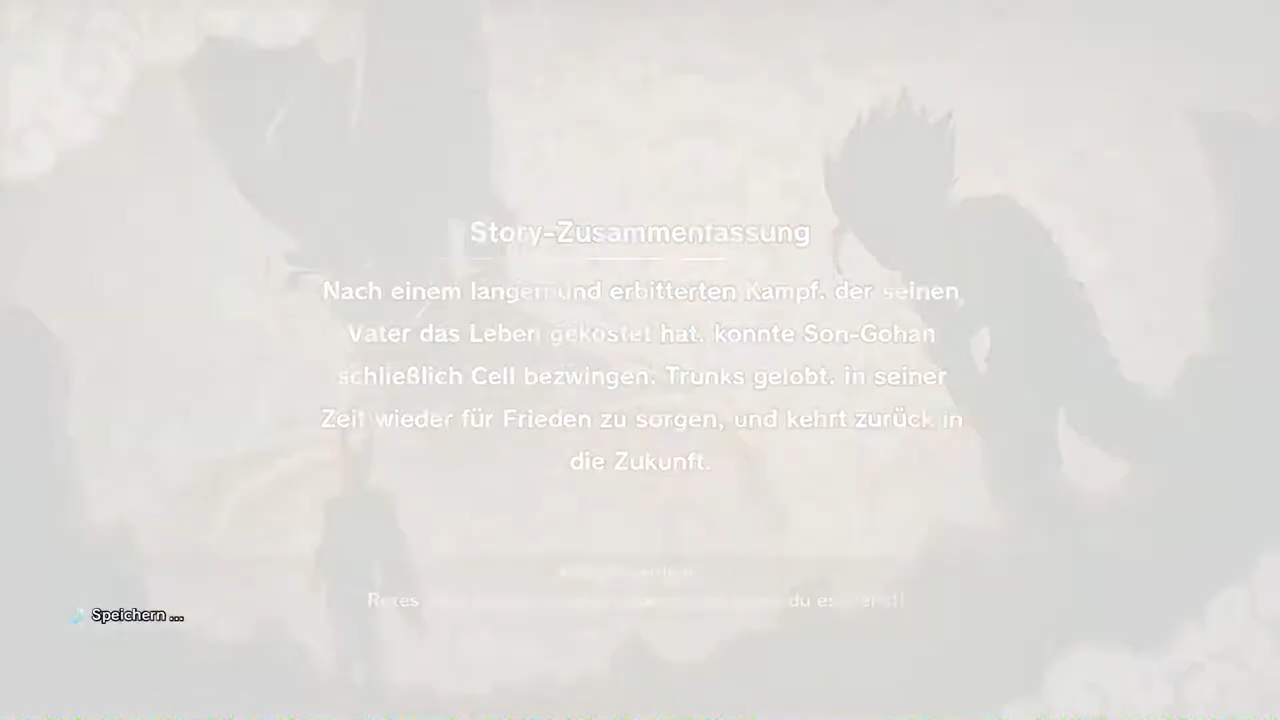 Story-Zusammenfassung
Nach einem langen und erbitterten Kampf, der seinen
Vater das Leben gekostet hat, konnte Son-Gohan
schließlich Cell bezwingen. Trunks gelobt, in seiner
Zeit wieder für Frieden zu sorgen, und kehrt zurück in
die Zukunft.
du
Speichern ...